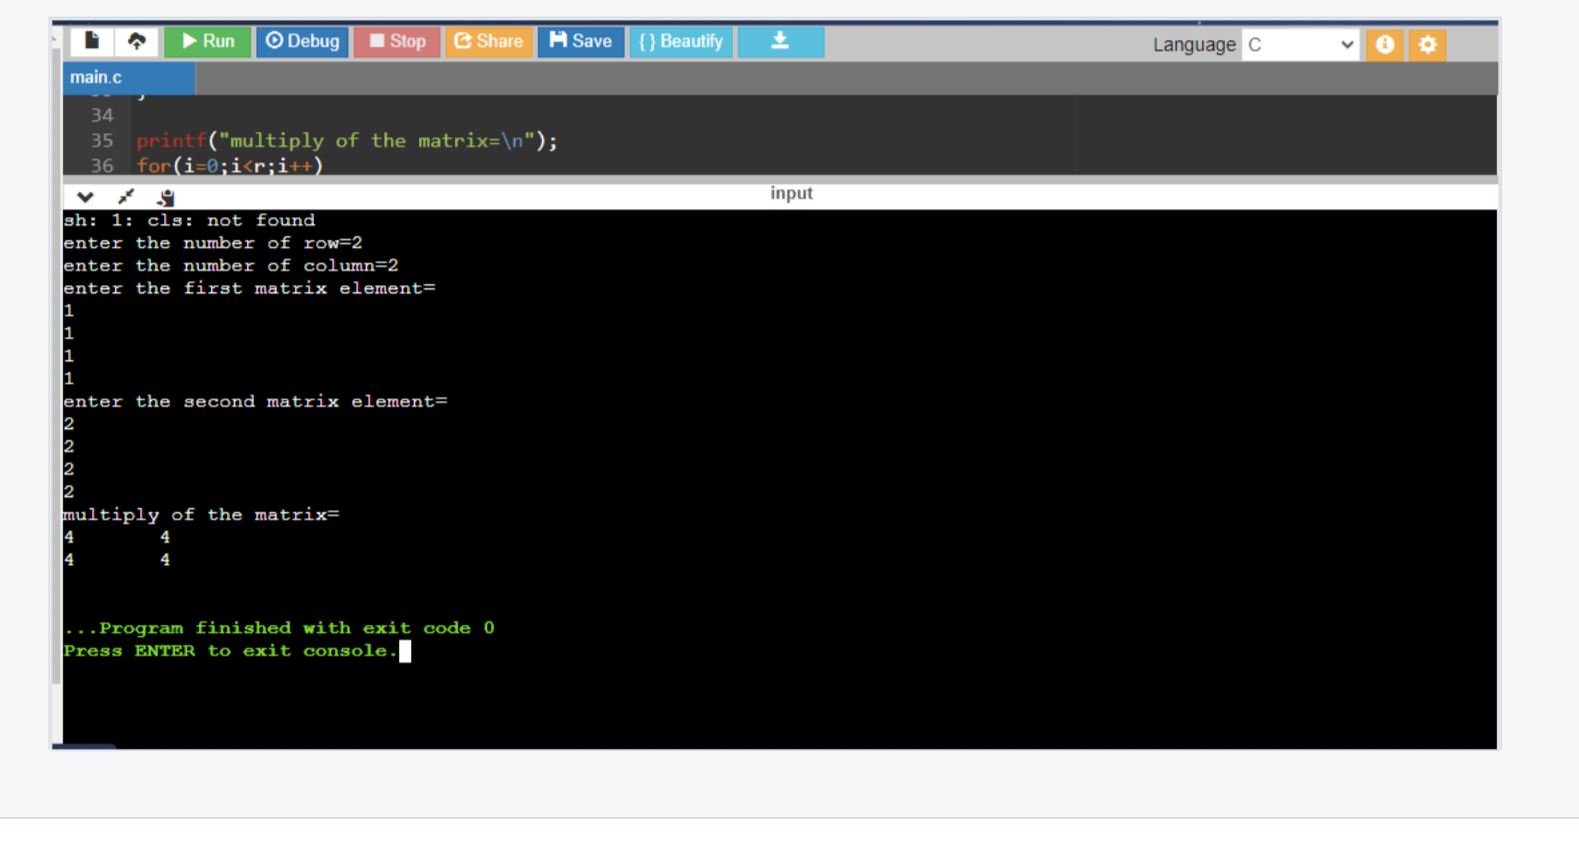 Run Debug Stop Share Save {} Beautify Language C
main.c
34
35 printf("multiply of the matrix=\n");
36 for(i=0;i<r;i++)
input
sh: 1: cls: not found
enter the number of row=2
enter the number of column=2
enter the first matrix element=
1
1
1
1
enter the second matrix element=
2
2
2
2
multiply of the matrix=
4 4
4 4
...Program finished with exit code 0
Press ENTER to exit console.